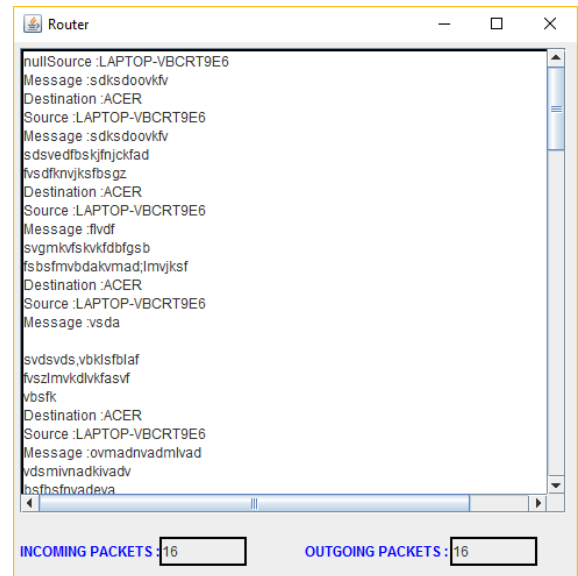 Router
nullSource :LAPTOP-VBCRT9E6
Message :sdksdoovkfv
Destination :ACER
Source :LAPTOP-VBCRT9E6
Message :sdksdoovkfv
sdsvedfbskjfnjckfad
fvsdfknvjksfbsgz
Destination :ACER
Source :LAPTOP-VBCRT9E6
Message :flvdf
svgmkvfskvkfdbfgsb
fsbsfmvbdakvmad;lmvjksf
Destination :ACER
Source :LAPTOP-VBCRT9E6
Message :vsda
svdsvds,vbklsfblaf
fvszlmvkdlvkfasvf
vbsfk
Destination :ACER
Source :LAPTOP-VBCRT9E6
Message :ovmadnvadmlvad
vdsmivnadkivadv
bsfbsfnvadeva
INCOMING PACKETS : 16 OUTGOING PACKETS : 16